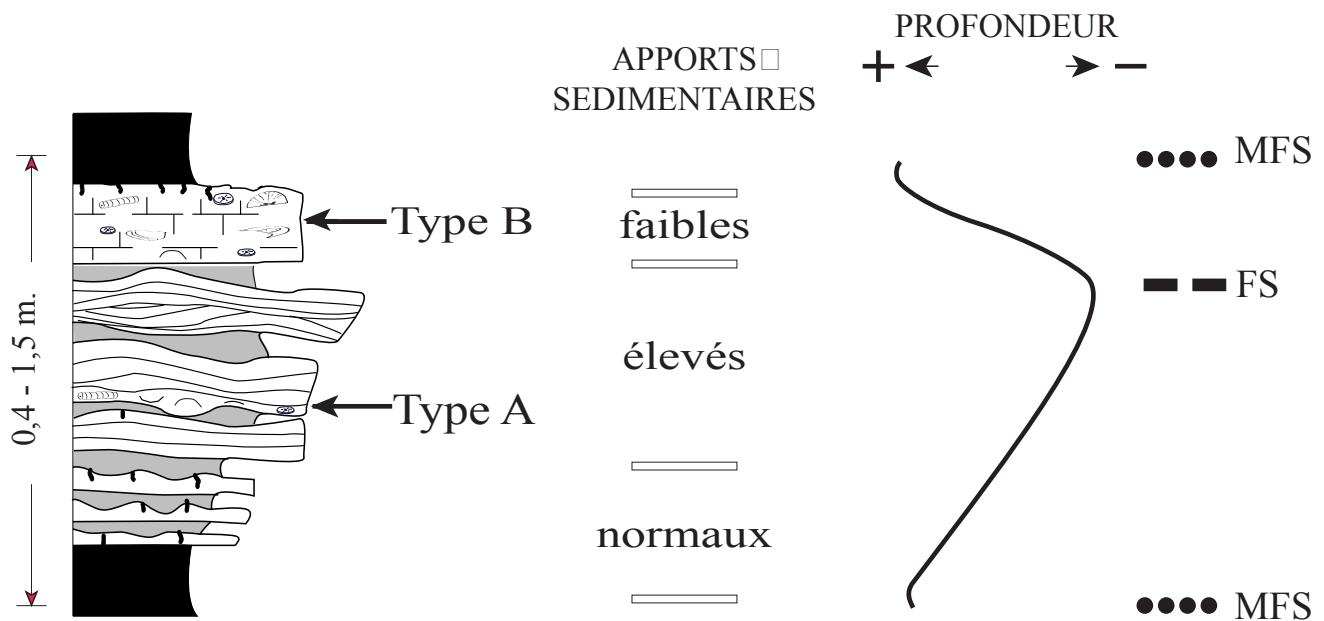 PROFONDEUR
APPORTS
SEDIMENTAIRES
+ −
MFS
Type B
faibles
FS
élevés
0,4 - 1,5 m.
Type A
normaux
MFS